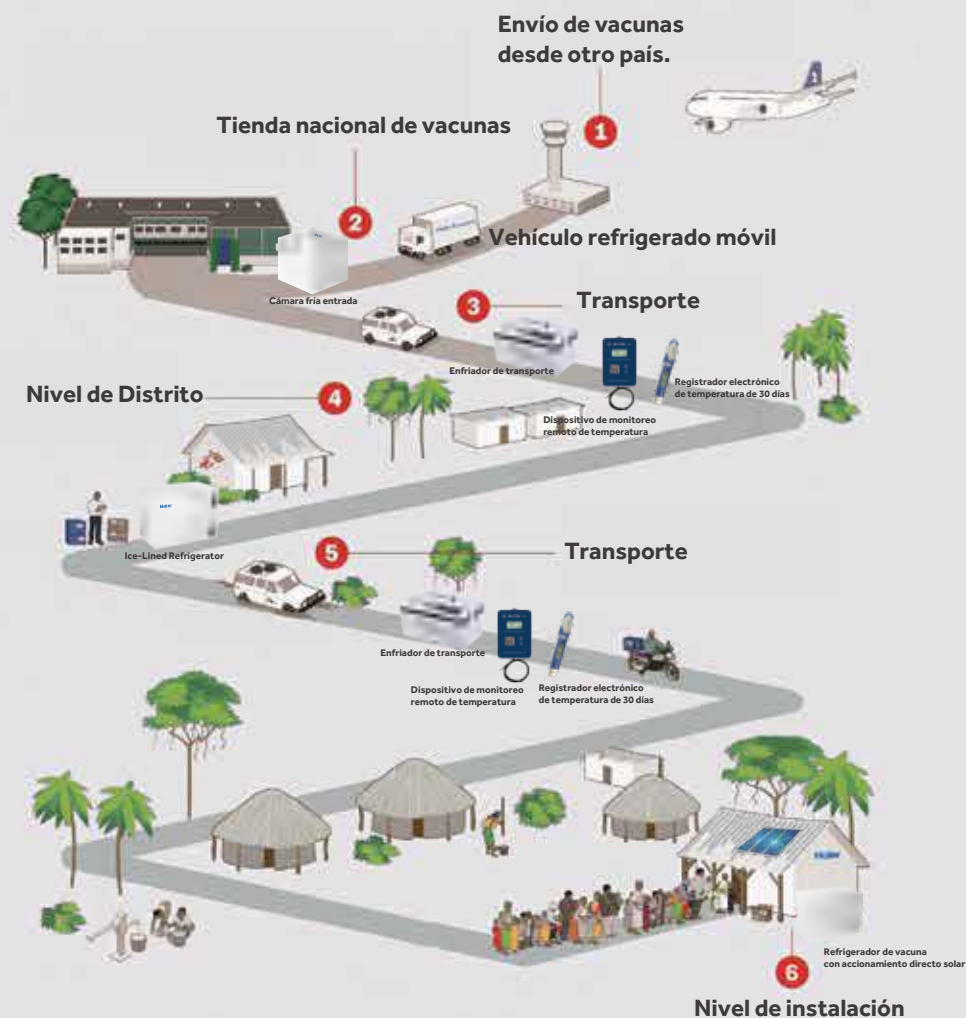 Envío de vacunas
desde otro país.
1
Tienda nacional de vacunas
2
Vehículo refrigerado móvil
Cámara fría entrada
3
Transporte
Enfriador de transporte
Registrador electrónico
de temperatura de 30 días
Dispositivo de monitoreo
remoto de temperatura
Nivel de Distrito
4
Haier
Ice-Lined Refrigerator
5
Transporte
Enfriador de transporte
Dispositivo de monitoreo
remoto de temperatura
Registrador electrónico
de temperatura de 30 días
Haier
Refrigerador de vacuna
con accionamiento directo solar
6
Nivel de instalación